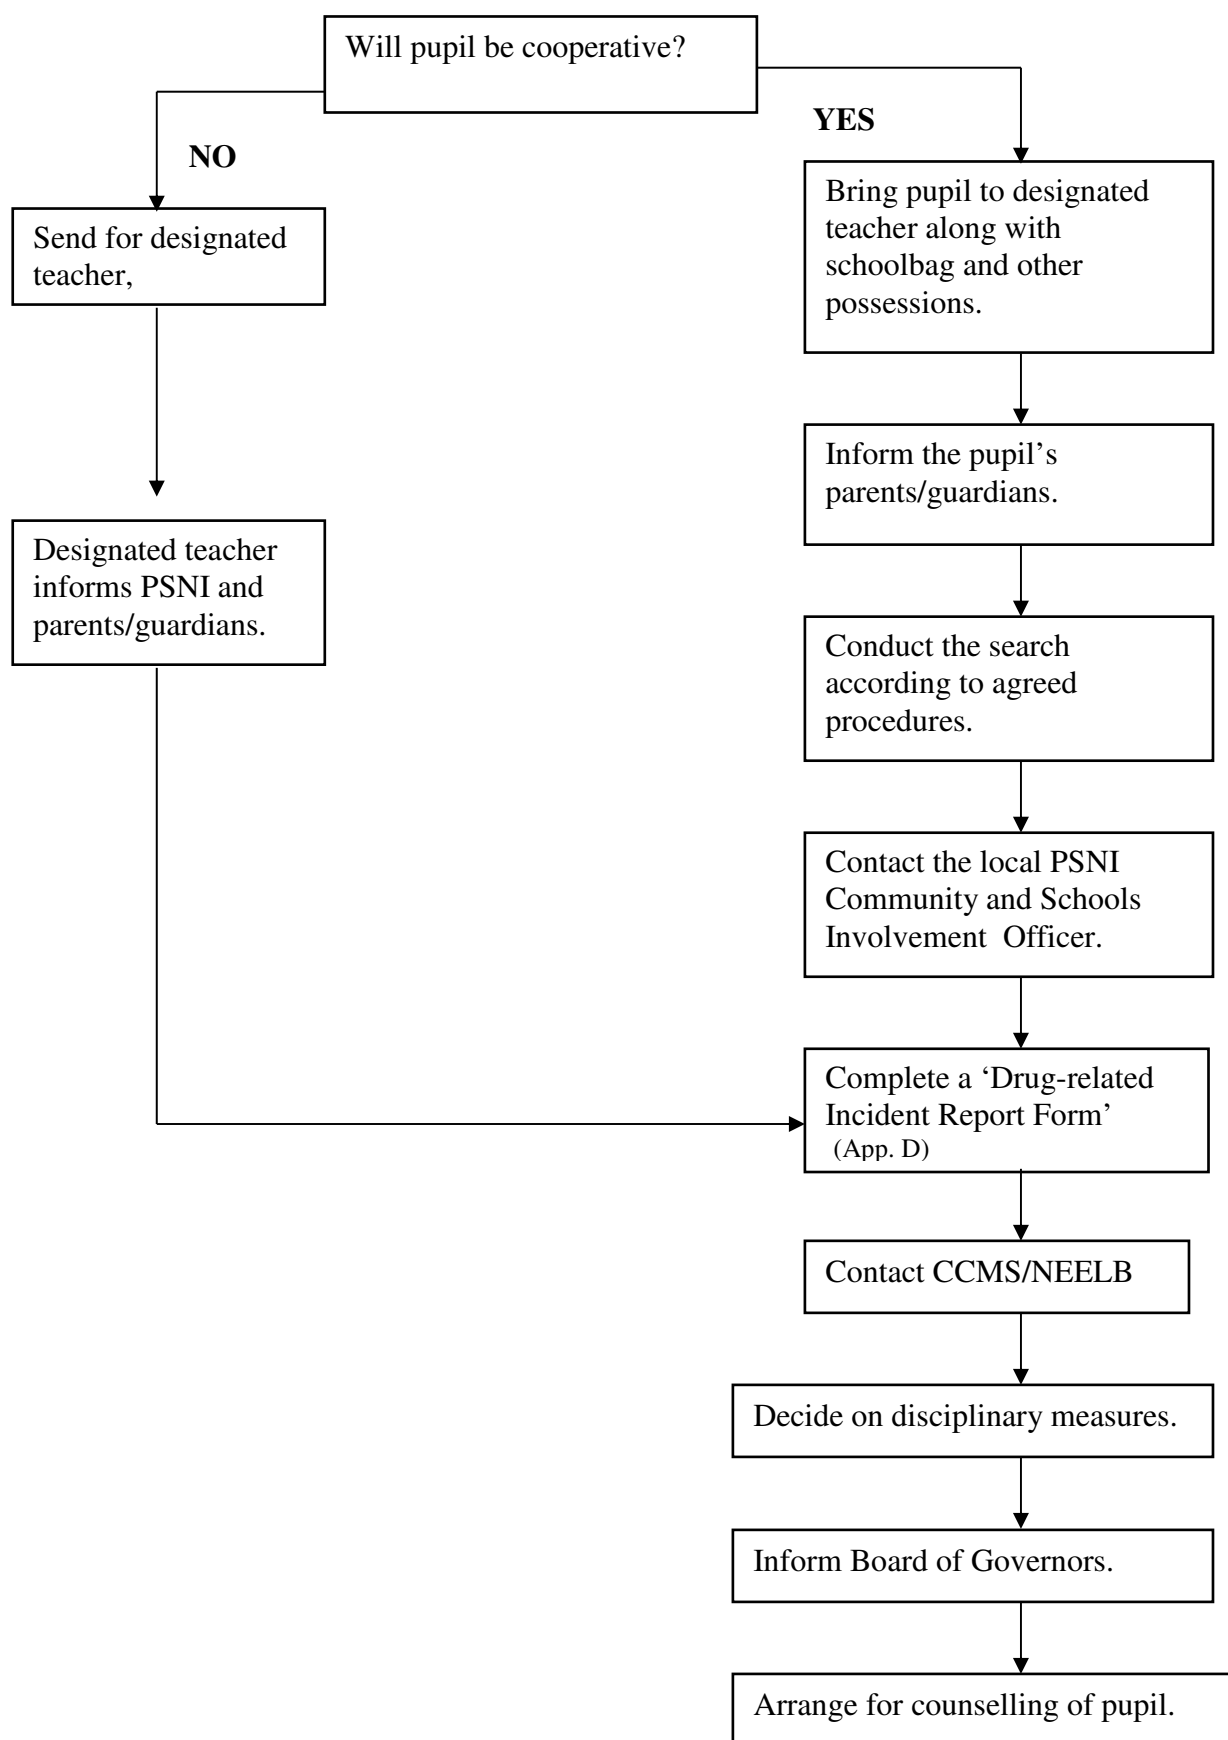 Will pupil be cooperative?
YES
NO
Bring pupil to designated
teacher along with
schoolbag and other
possessions.
Send for designated
teacher,
Inform the pupil’s
parents/guardians.
Designated teacher
informs PSNI and
parents/guardians.
Conduct the search
according to agreed
procedures.
Contact the local PSNI
Community and Schools
Involvement  Officer.
Complete a ‘Drug-related
Incident Report Form’
(App. D)
Contact CCMS/NEELB
Decide on disciplinary measures.
Inform Board of Governors.
Arrange for counselling of pupil.